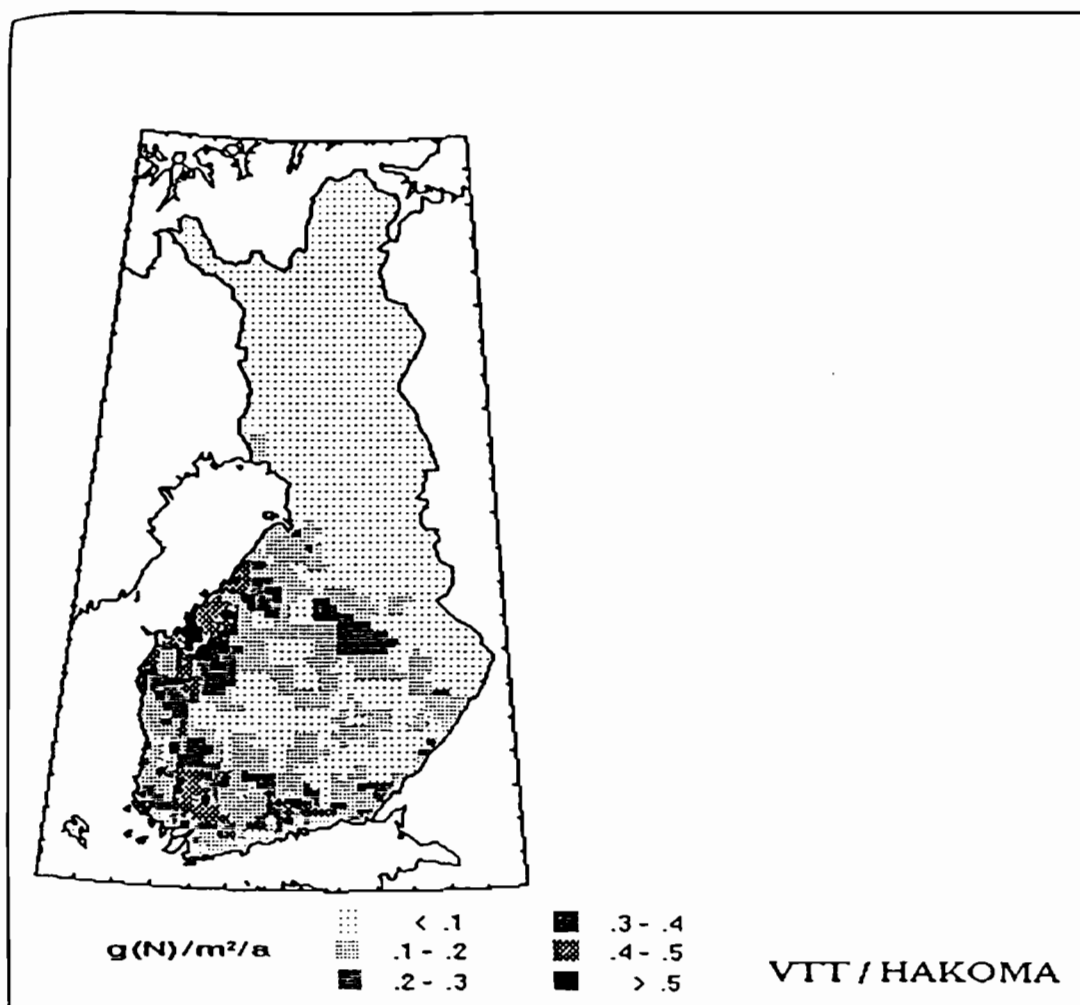 g(N)/m²/a
< .1
.1 - .2
.2 - .3
.3 - .4
.4 - .5
> .5
VTT / HAKOMA